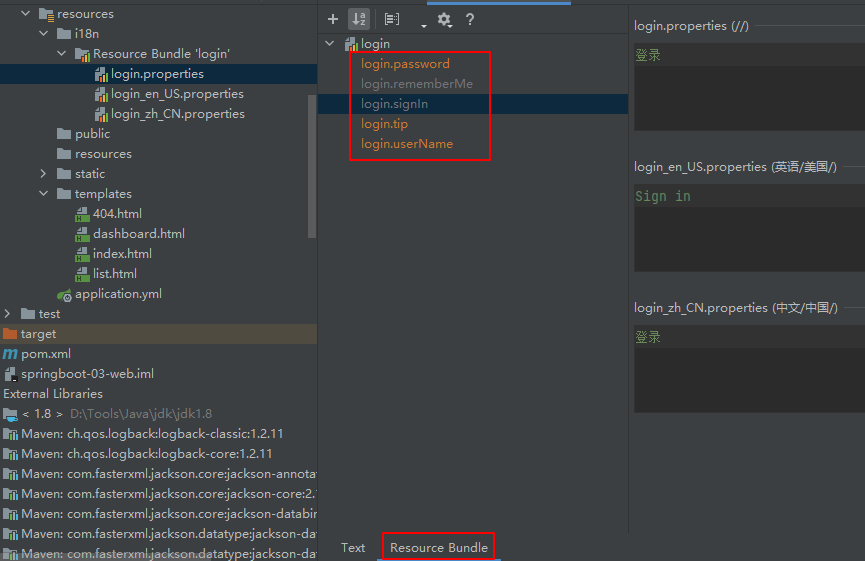 resources
i18n
Resource Bundle 'login'
login.properties
login_en_US.properties
login_zh_CN.properties
public
resources
static
templates
404.html
dashboard.html
index.html
list.html
application.yml
test
target
pom.xml
springboot-03-web.iml
External Libraries
< 1.8 > D:\Tools\Java\jdk\jdk1.8
Maven: ch.qos.logback:logback-classic:1.2.11
Maven: ch.qos.logback:logback-core:1.2.11
Maven: com.fasterxml.jackson.core:jackson-annotat
Maven: com.fasterxml.jackson.core:jackson-core:2.1
Maven: com.fasterxml.jackson.core:jackson-databin
Maven: com.fasterxml.jackson.datatype:jackson-dat
Maven: com.fasterxml.jackson.datatype:jackson-dat
login
login.password
login.rememberMe
login.signIn
login.tip
login.userName
Text
Resource Bundle
login.properties (//)
登录
login_en_US.properties (英语/美国/)
Sign in
login_zh_CN.properties (中文/中国/)
登录